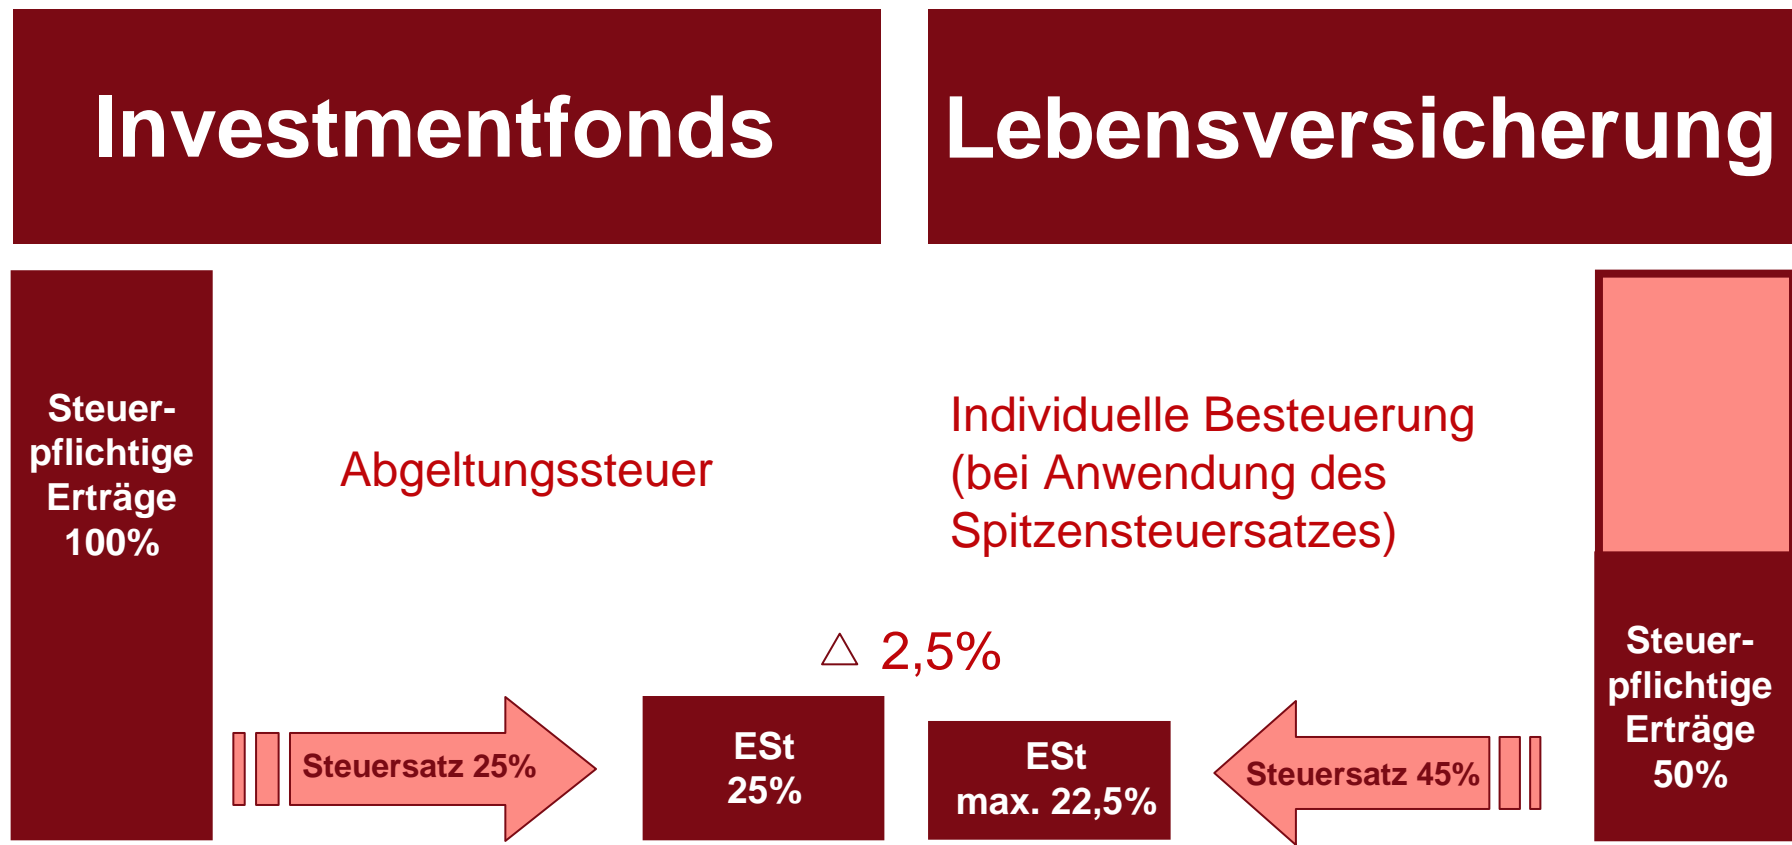 Investmentfonds
Lebensversicherung
Steuer-
pflichtige
Erträge
100%
Abgeltungssteuer
Individuelle Besteuerung
(bei Anwendung des
Spitzensteuersatzes)
△ 2,5%
Steuersatz 25%
ESt
25%
ESt
max. 22,5%
Steuersatz 45%
Steuer-
pflichtige
Erträge
50%